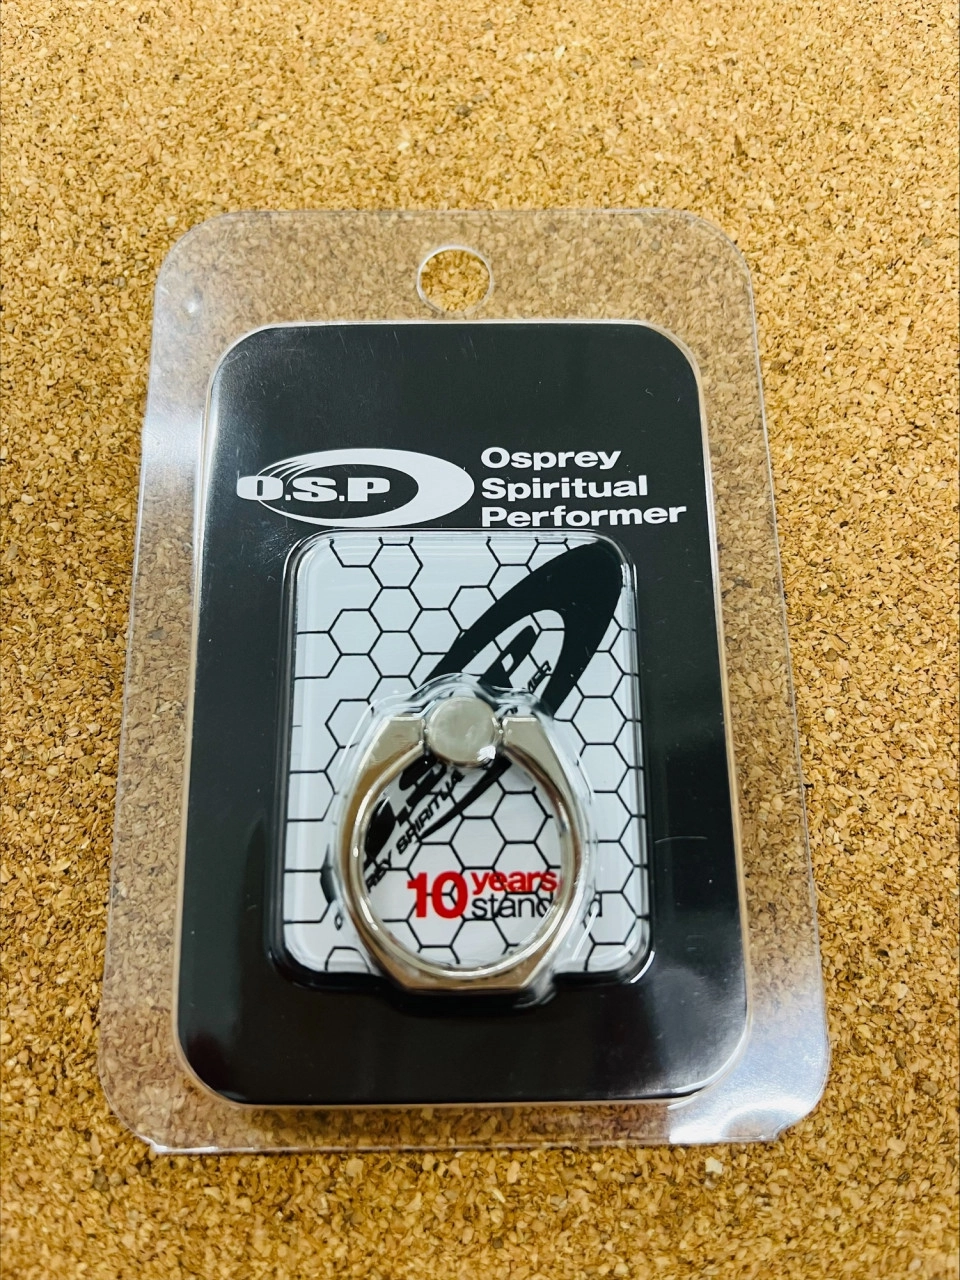 O.S.P
Osprey
Spiritual
Performer
10 years